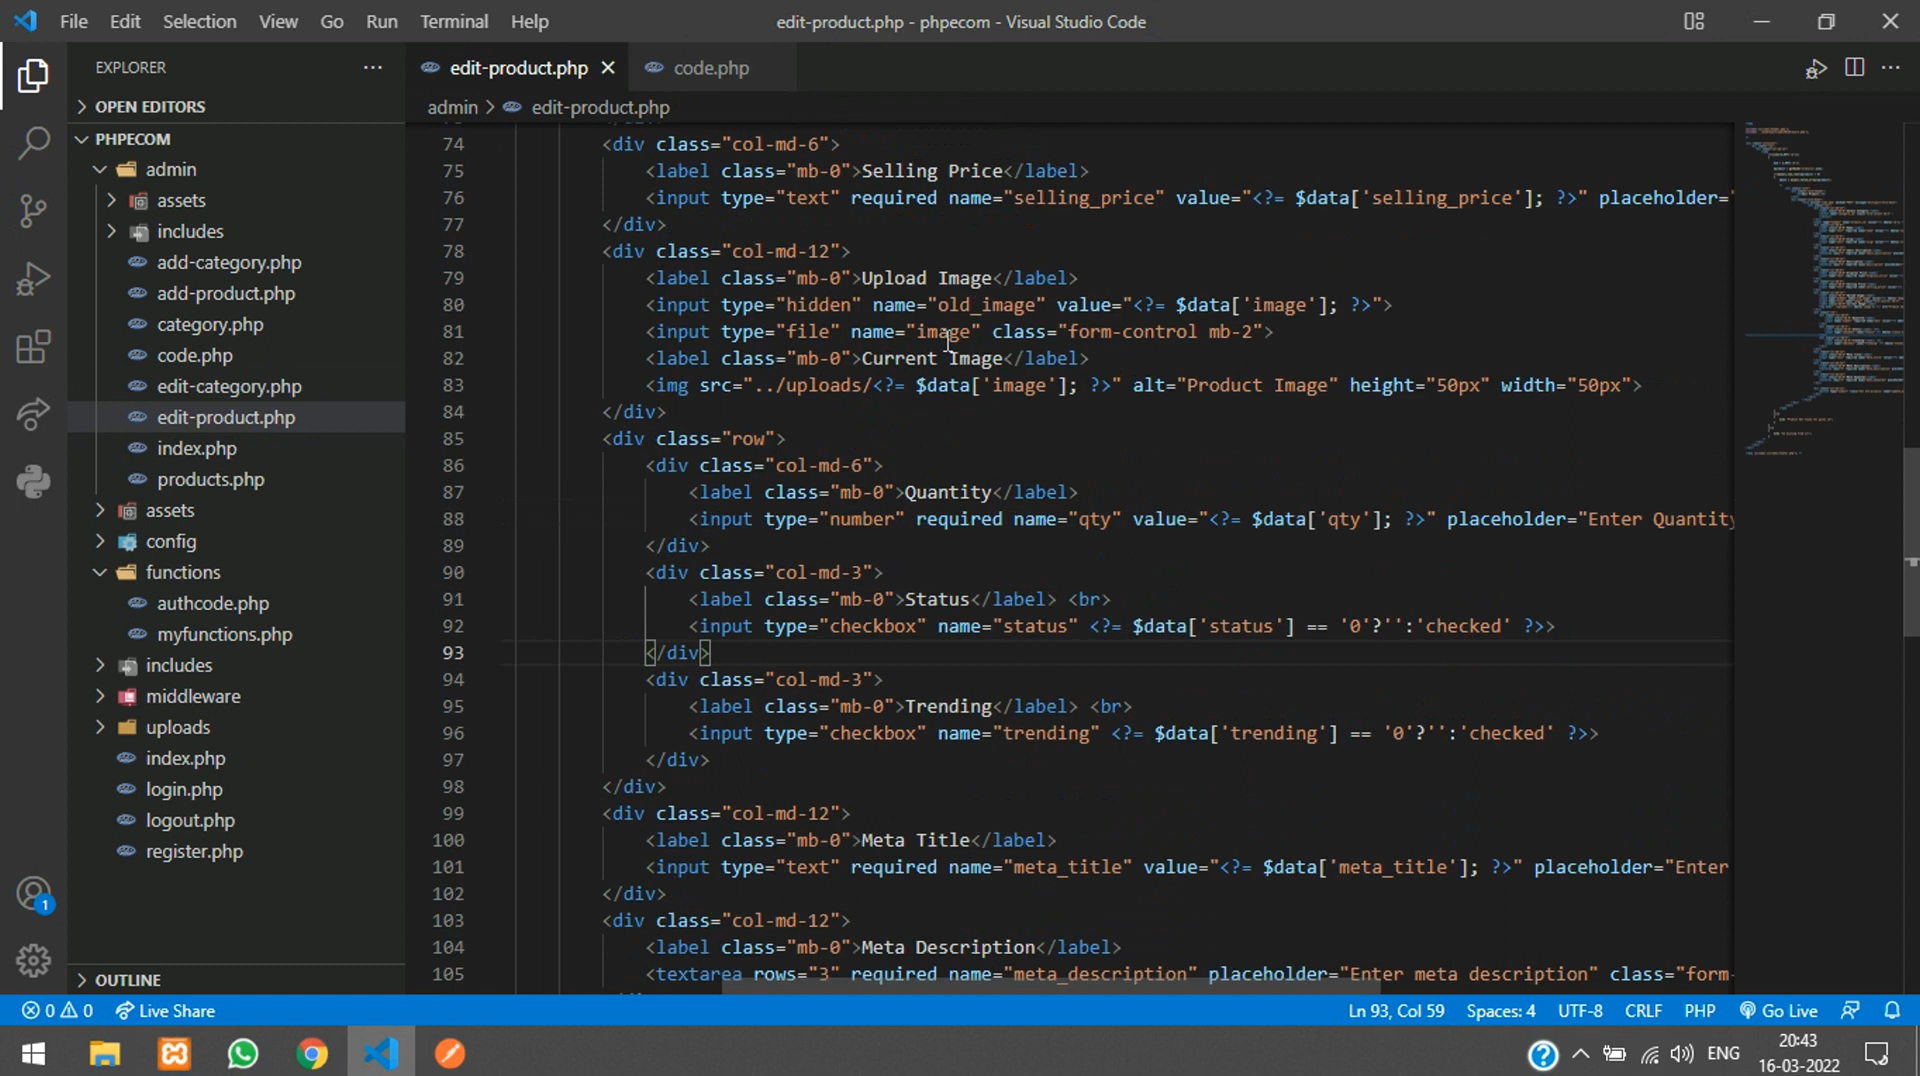 File Edit Selection View Go Run Terminal Help
edit-product.php - phpecom - Visual Studio Code
EXPLORER
OPEN EDITORS
PHPECOM
admin
assets
includes
add-category.php
add-product.php
category.php
code.php
edit-category.php
edit-product.php
index.php
products.php
assets
config
functions
authcode.php
myfunctions.php
includes
middleware
uploads
index.php
login.php
logout.php
register.php
OUTLINE
edit-product.php
code.php
admin > edit-product.php
74 <div class="col-md-6">
75 <label class="mb-0">Selling Price</label>
76 <input type="text" required name="selling_price" value="<?= $data['selling_price']; ?>" placeholder="
77 </div>
78 <div class="col-md-12">
79 <label class="mb-0">Upload Image</label>
80 <input type="hidden" name="old_image" value="<?= $data['image']; ?>">
81 <input type="file" name="image" class="form-control mb-2">
82 <label class="mb-0">Current Image</label>
83 <img src="../uploads/<?= $data['image']; ?>" alt="Product Image" height="50px" width="50px">
84 </div>
85 <div class="row">
86 <div class="col-md-6">
87 <label class="mb-0">Quantity</label>
88 <input type="number" required name="qty" value="<?= $data['qty']; ?>" placeholder="Enter Quantity
89 </div>
90 <div class="col-md-3">
91 <label class="mb-0">Status</label> <br>
92 <input type="checkbox" name="status" <?= $data['status'] == '0'?'':'checked' ?>>
93 </div>
94 <div class="col-md-3">
95 <label class="mb-0">Trending</label> <br>
96 <input type="checkbox" name="trending" <?= $data['trending'] == '0'?'':'checked' ?>>
97 </div>
98 </div>
99 <div class="col-md-12">
100 <label class="mb-0">Meta Title</label>
101 <input type="text" required name="meta_title" value="<?= $data['meta_title']; ?>" placeholder="Enter
102 </div>
103 <div class="col-md-12">
104 <label class="mb-0">Meta Description</label>
105 <textarea rows="3" required name="meta_description" placeholder="Enter meta description" class="form-
1
0 0 Live Share
Ln 93, Col 59 Spaces: 4 UTF-8 CRLF PHP Go Live
ENG
20:43
16-03-2022